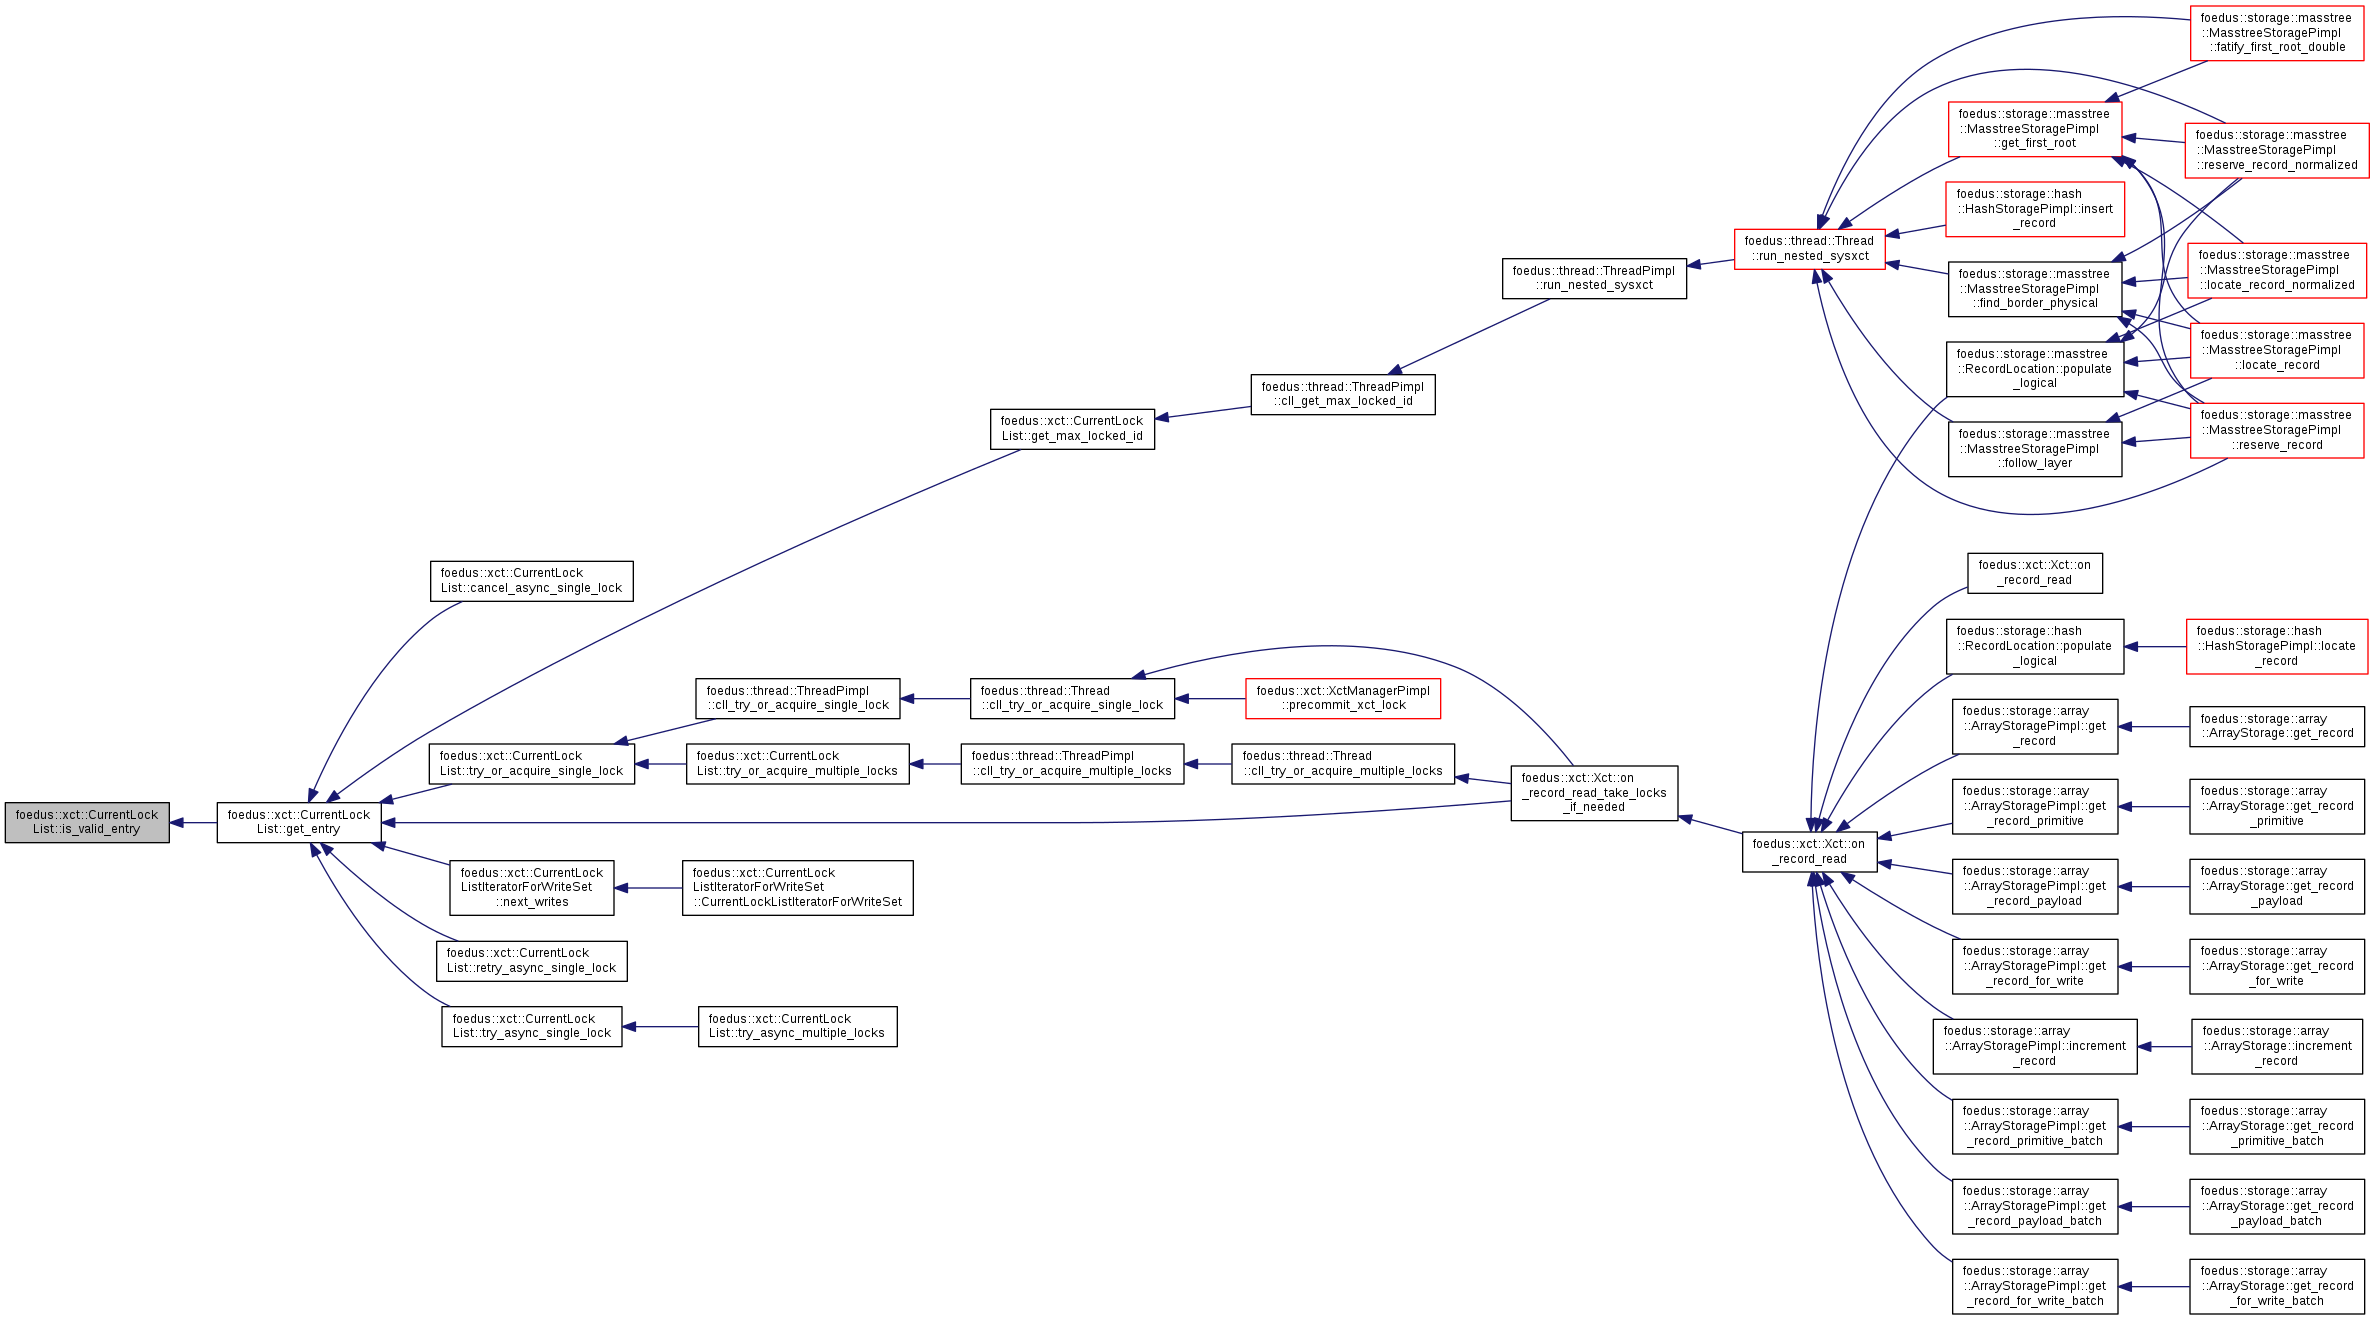 foedus::xct::CurrentLock
List::is_valid_entry
foedus::xct::CurrentLock
List::get_entry
foedus::xct::CurrentLock
List::cancel_async_single_lock
foedus::xct::CurrentLock
List::get_max_locked_id
foedus::thread::ThreadPimpl
::cll_get_max_locked_id
foedus::thread::ThreadPimpl
::run_nested_sysxct
foedus::thread::Thread
::run_nested_sysxct
foedus::storage::masstree
::MasstreeStoragePimpl
::fatify_first_root_double
foedus::storage::masstree
::MasstreeStoragePimpl
::get_first_root
foedus::storage::masstree
::MasstreeStoragePimpl
::reserve_record_normalized
foedus::storage::hash
::HashStoragePimpl::insert
_record
foedus::storage::masstree
::MasstreeStoragePimpl
::find_border_physical
foedus::storage::masstree
::MasstreeStoragePimpl
::locate_record_normalized
foedus::storage::masstree
::RecordLocation::populate
_logical
foedus::storage::masstree
::MasstreeStoragePimpl
::locate_record
foedus::storage::masstree
::MasstreeStoragePimpl
::follow_layer
foedus::storage::masstree
::MasstreeStoragePimpl
::reserve_record
foedus::xct::CurrentLock
List::try_or_acquire_single_lock
foedus::thread::ThreadPimpl
::cll_try_or_acquire_single_lock
foedus::thread::Thread
::cll_try_or_acquire_single_lock
foedus::xct::XctManagerPimpl
::precommit_xct_lock
foedus::xct::CurrentLock
List::try_or_acquire_multiple_locks
foedus::thread::ThreadPimpl
::cll_try_or_acquire_multiple_locks
foedus::thread::Thread
::cll_try_or_acquire_multiple_locks
foedus::xct::Xct::on
_record_read_take_locks
_if_needed
foedus::xct::Xct::on
_record_read
foedus::xct::CurrentLock
ListIteratorForWriteSet
::next_writes
foedus::xct::CurrentLock
ListIteratorForWriteSet
::CurrentLockListIteratorForWriteSet
foedus::xct::CurrentLock
List::retry_async_single_lock
foedus::xct::CurrentLock
List::try_async_single_lock
foedus::xct::CurrentLock
List::try_async_multiple_locks
foedus::xct::Xct::on
_record_read
foedus::storage::hash
::RecordLocation::populate
_logical
foedus::storage::hash
::HashStoragePimpl::locate
_record
foedus::storage::array
::ArrayStoragePimpl::get
_record
foedus::storage::array
::ArrayStorage::get_record
foedus::storage::array
::ArrayStoragePimpl::get
_record_primitive
foedus::storage::array
::ArrayStorage::get_record
_primitive
foedus::storage::array
::ArrayStoragePimpl::get
_record_payload
foedus::storage::array
::ArrayStorage::get_record
_payload
foedus::storage::array
::ArrayStoragePimpl::get
_record_for_write
foedus::storage::array
::ArrayStorage::get_record
_for_write
foedus::storage::array
::ArrayStoragePimpl::increment
_record
foedus::storage::array
::ArrayStorage::increment
_record
foedus::storage::array
::ArrayStoragePimpl::get
_record_primitive_batch
foedus::storage::array
::ArrayStorage::get_record
_primitive_batch
foedus::storage::array
::ArrayStoragePimpl::get
_record_payload_batch
foedus::storage::array
::ArrayStorage::get_record
_payload_batch
foedus::storage::array
::ArrayStoragePimpl::get
_record_for_write_batch
foedus::storage::array
::ArrayStorage::get_record
_for_write_batch